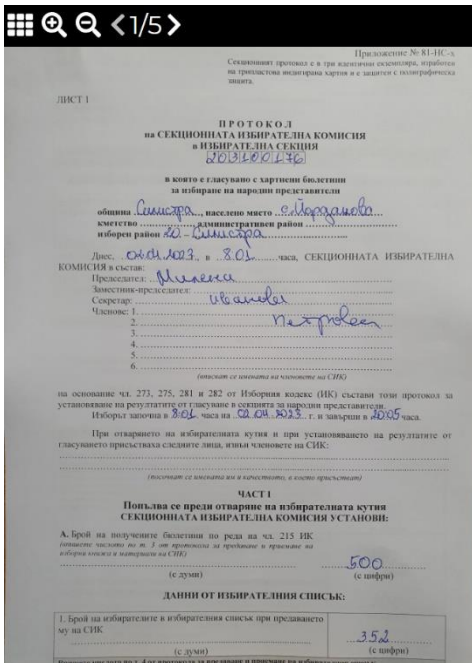 1/5
Приложение № 81-НС-х
Секционният протокол е в три идентични екземпляра, изработен
на трипластова индигирана хартия и е защитен с полиграфическа
защита.
ЛИСТ 1
ПРОТОКОЛ
на СЕКЦИОННАТА ИЗБИРАТЕЛНА КОМИСИЯ
в ИЗБИРАТЕЛНА СЕКЦИЯ
203100176
в която е гласувано с хартиени бюлетини
за избиране на народни представители
община Силистра, населено място с. Йорданово
кметство административен район
изборен район 20 - Силистра
Днес, 02.04.2023, в 8.01 часа, СЕКЦИОННАТА ИЗБИРАТЕЛНА
КОМИСИЯ в състав:
Председател: Милена
Заместник-председател:
Секретар: Иванова
Членове: 1.
2. Петрова
3.
4.
5.
6.
(описват се имената на членовете на СИК)
на основание чл. 273, 275, 281 и 282 от Изборния кодекс (ИК) състави този протокол за
установяване на резултатите от гласуване в секцията за народни представители.
Изборът започна в 8.01 часа на 02.04.2023 г. и завърши в 20.05 часа.
При отварянето на избирателната кутия и при установяването на резултатите от
гласуването присъстваха следните лица, извън членовете на СИК:
(посочват се имената им и качеството, в което присъстват)
ЧАСТ I
Попълва се преди отваряне на избирателната кутия
СЕКЦИОННАТА ИЗБИРАТЕЛНА КОМИСИЯ УСТАНОВИ:
А. Брой на получените бюлетини по реда на чл. 215 ИК
(впишете числото по т. 3 от протокола за предаване и приемане на
изборни книжа и материали на СИК)
500
(с думи) (с цифри)
ДАННИ ОТ ИЗБИРАТЕЛНИЯ СПИСЪК:
1. Брой на избирателите в избирателния списък при предаването
му на СИК
352
(с думи) (с цифри)